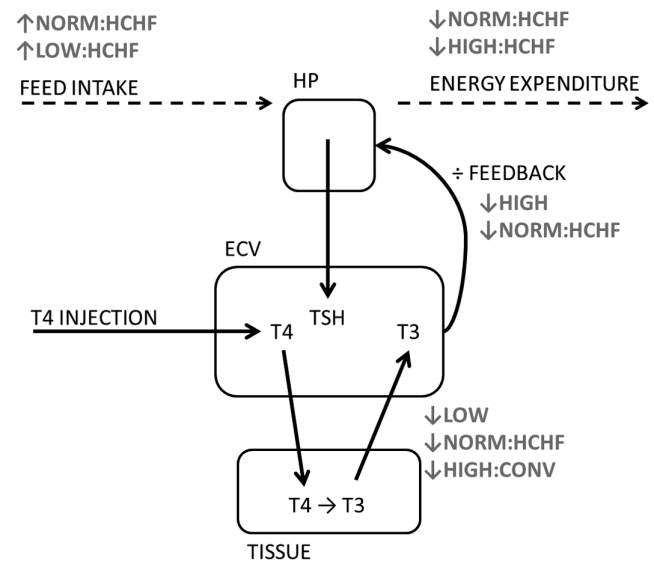 ↑NORM:HCHF
↑LOW:HCHF
FEED INTAKE
↓NORM:HCHF
↓HIGH:HCHF
ENERGY EXPENDITURE
HP
÷ FEEDBACK
↓HIGH
↓NORM:HCHF
ECV
T4 INJECTION
T4
TSH
T3
↓LOW
↓NORM:HCHF
↓HIGH:CONV
T4 → T3
TISSUE